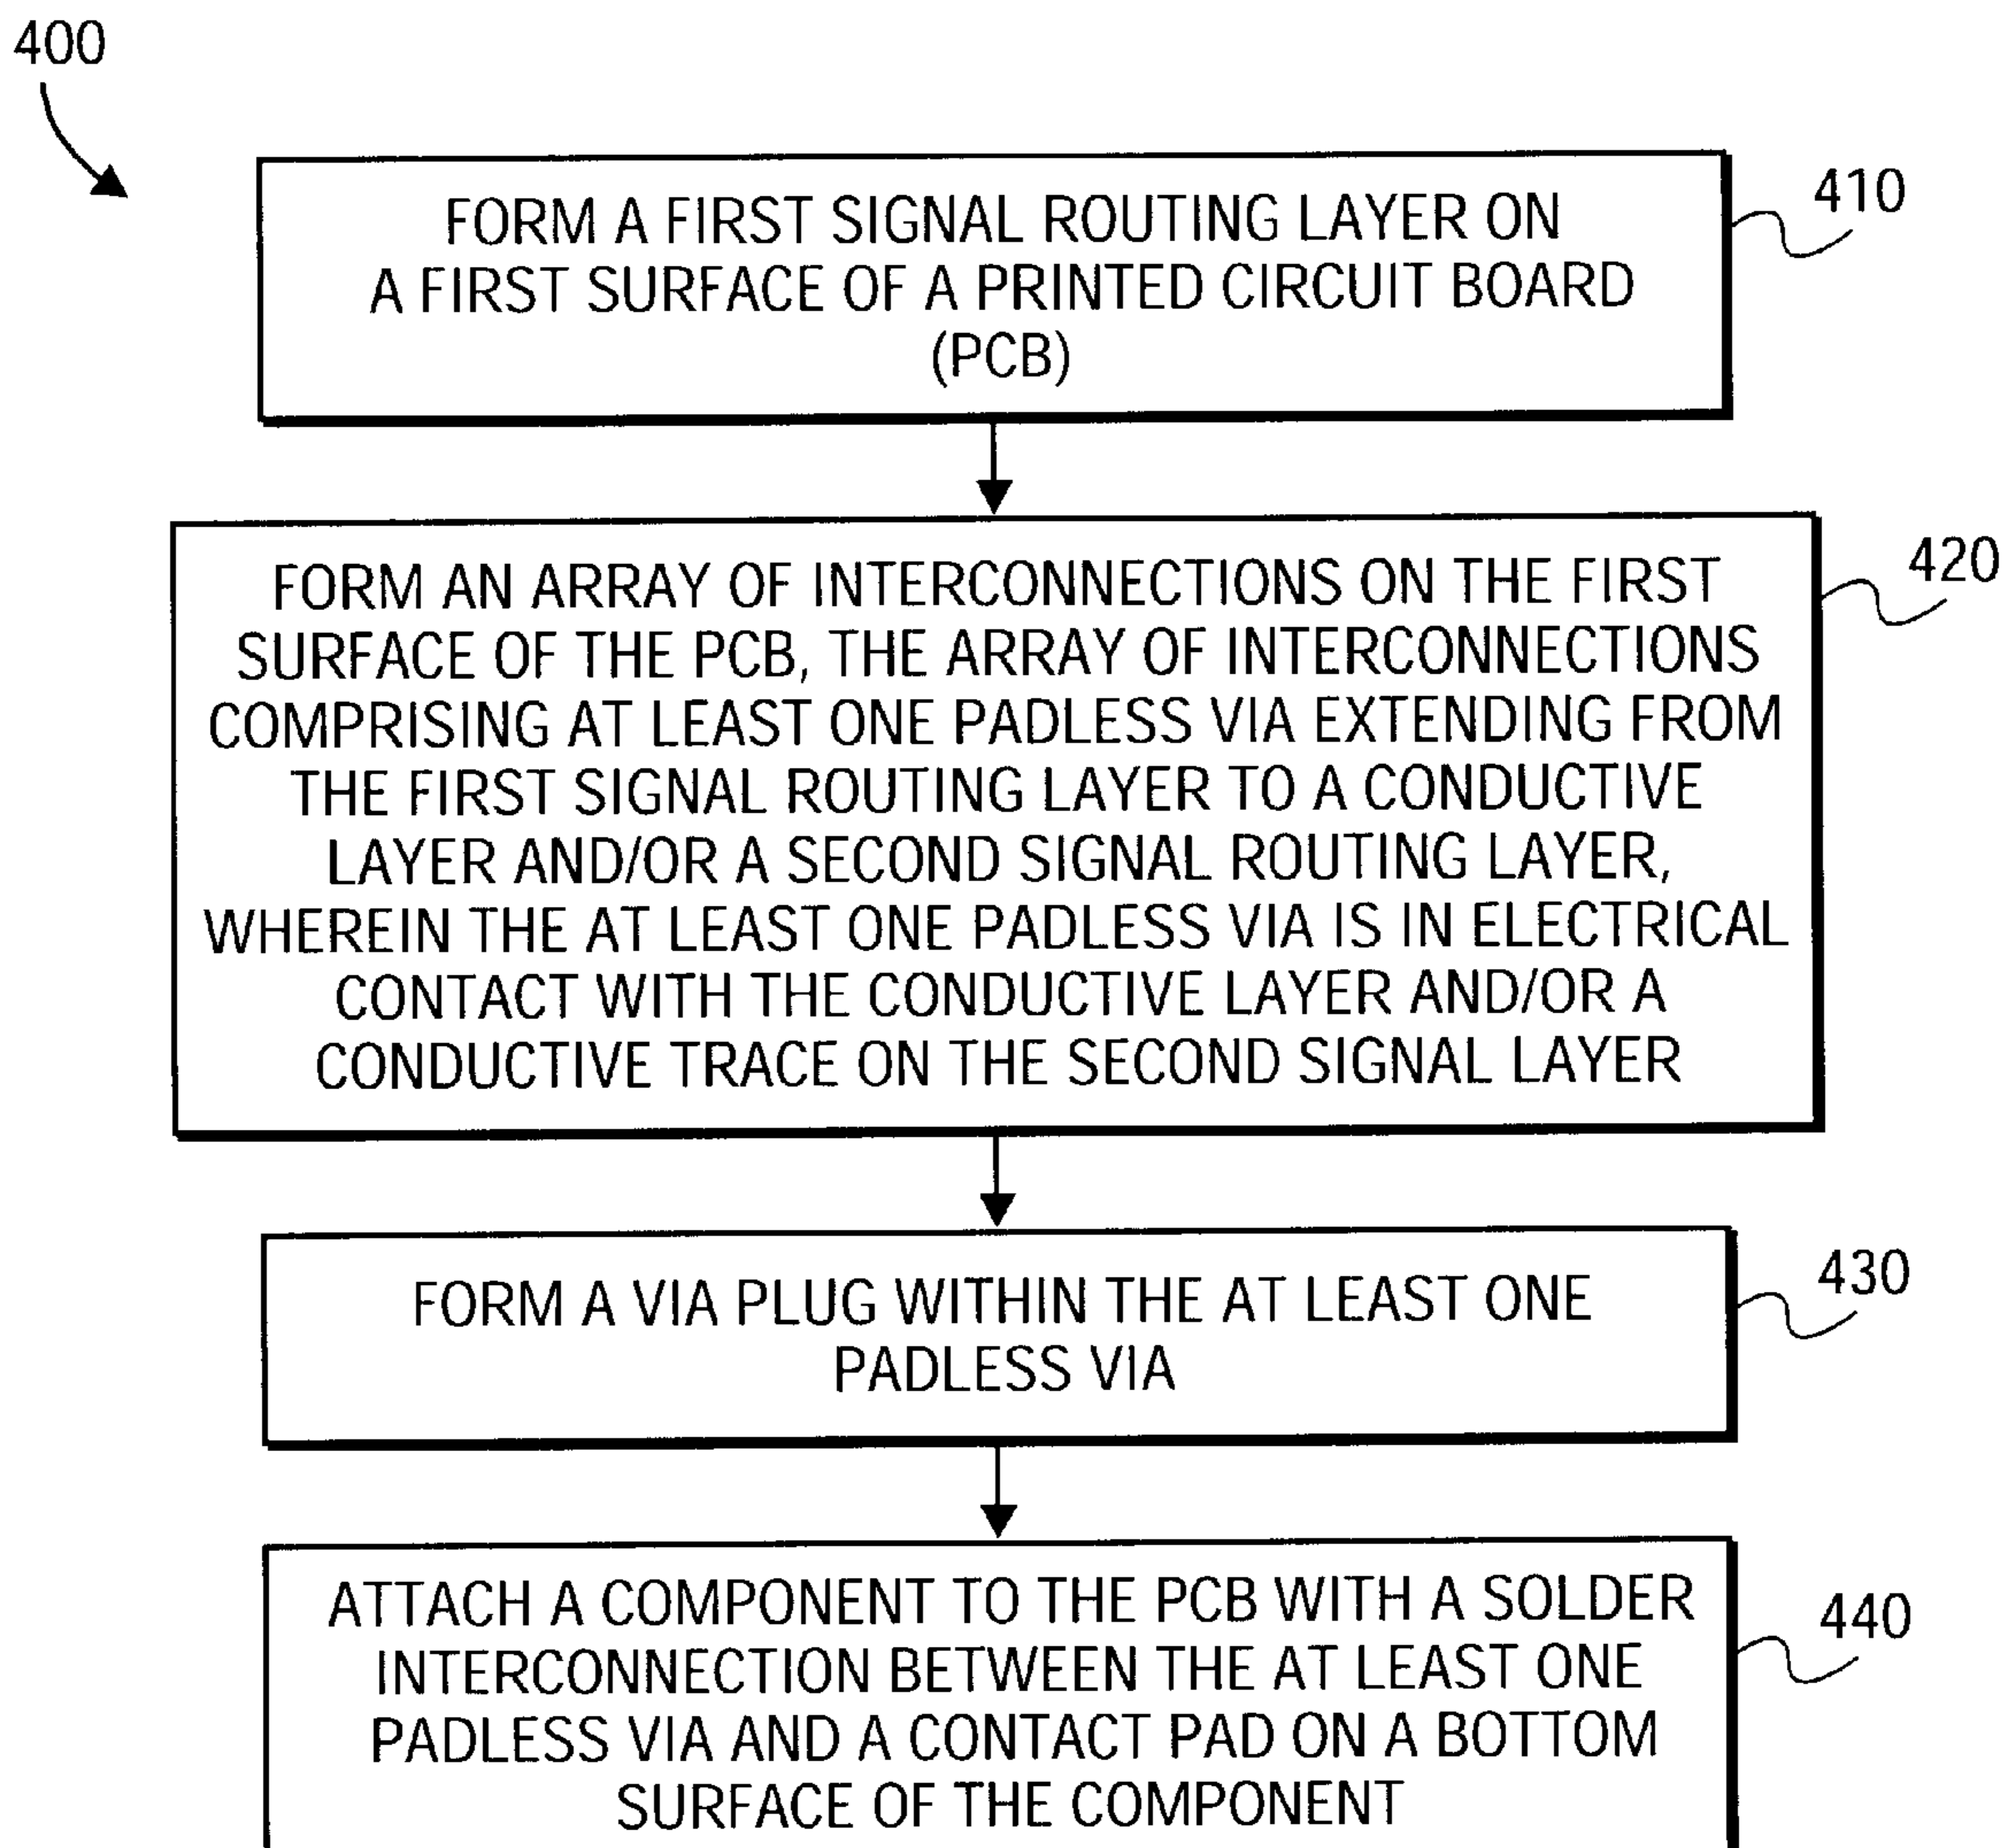 400
FORM A FIRST SIGNAL ROUTING LAYER ON
A FIRST SURFACE OF A PRINTED CIRCUIT BOARD
(PCB)
410
FORM AN ARRAY OF INTERCONNECTIONS ON THE FIRST
SURFACE OF THE PCB, THE ARRAY OF INTERCONNECTIONS
COMPRISING AT LEAST ONE PADLESS VIA EXTENDING FROM
THE FIRST SIGNAL ROUTING LAYER TO A CONDUCTIVE
LAYER AND/OR A SECOND SIGNAL ROUTING LAYER,
WHEREIN THE AT LEAST ONE PADLESS VIA IS IN ELECTRICAL
CONTACT WITH THE CONDUCTIVE LAYER AND/OR A
CONDUCTIVE TRACE ON THE SECOND SIGNAL LAYER
420
FORM A VIA PLUG WITHIN THE AT LEAST ONE
PADLESS VIA
430
ATTACH A COMPONENT TO THE PCB WITH A SOLDER
INTERCONNECTION BETWEEN THE AT LEAST ONE
PADLESS VIA AND A CONTACT PAD ON A BOTTOM
SURFACE OF THE COMPONENT
440